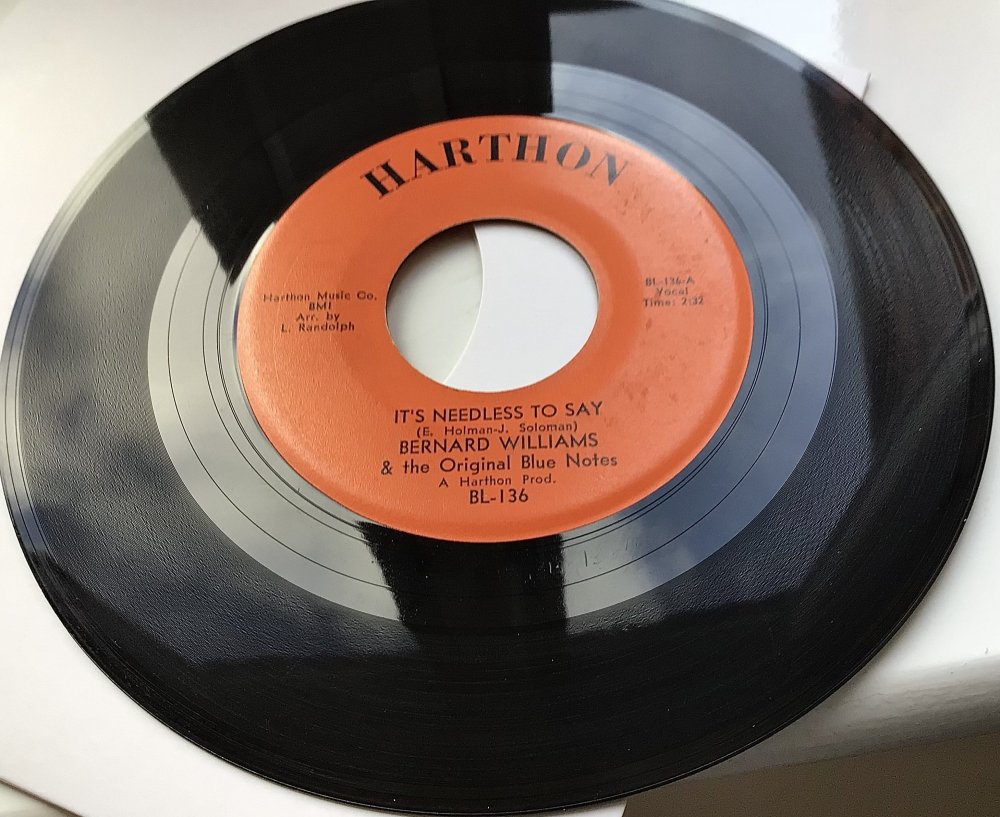 HARTHON
Harthon Music Co.
BMI
Arr. by
L. Randolph
BL-136-A
Vocal
Time: 2:32
IT'S NEEDLESS TO SAY
(E. Holman-J. Soloman)
BERNARD WILLIAMS
& the Original Blue Notes
A Harthon Prod.
BL-136